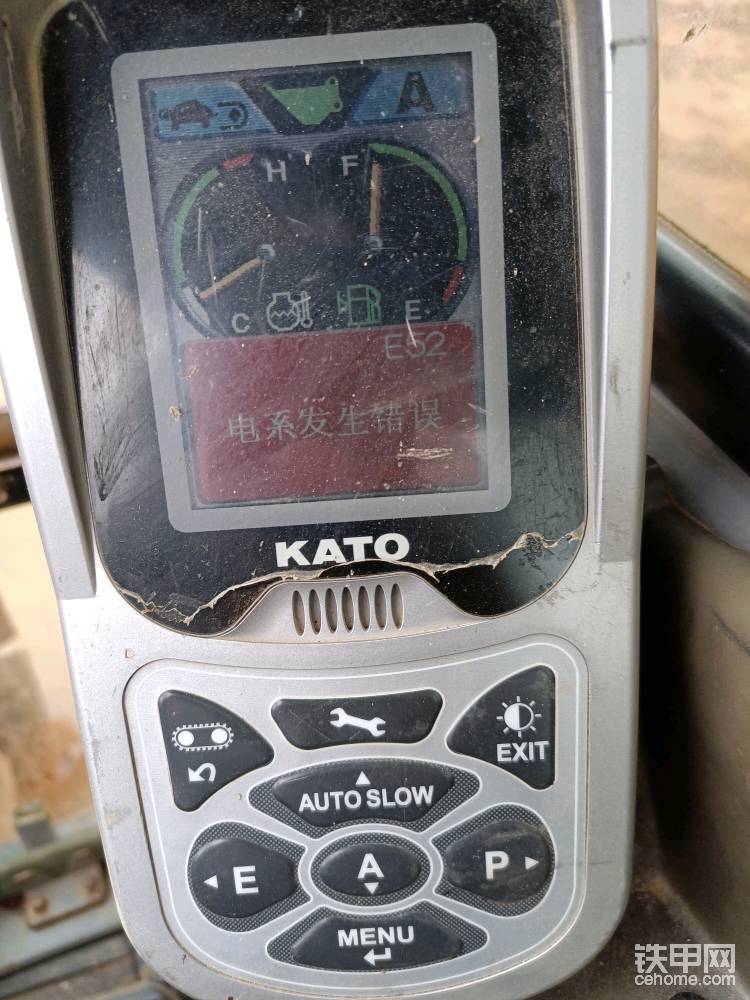 A
H F
C E
E52
电系发生错误
KATO
EXIT
AUTO SLOW
E A P
MENU
铁甲网
cehome.com